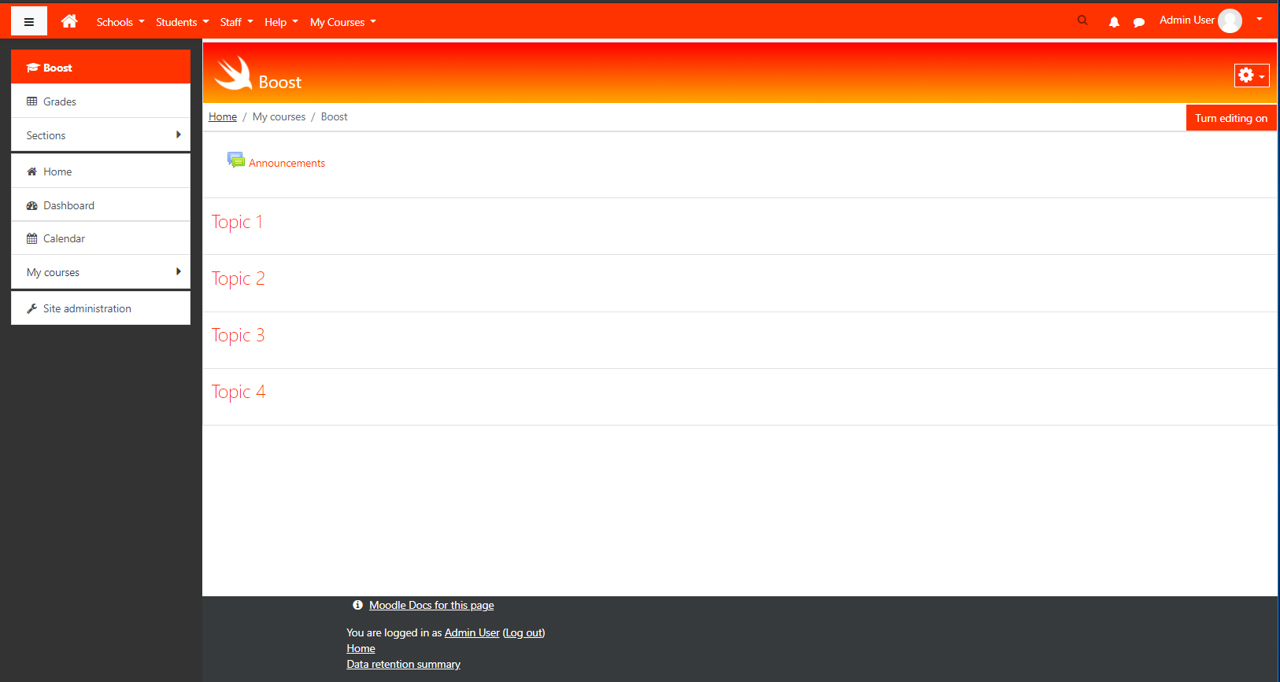 Schools Students Staff Help My Courses Admin User
Boost
Grades
Sections
Home
Dashboard
Calendar
My courses
Site administration
Boost
Home / My courses / Boost
Turn editing on
Announcements
Topic 1
Topic 2
Topic 3
Topic 4
Moodle Docs for this page
You are logged in as Admin User (Log out)
Home
Data retention summary